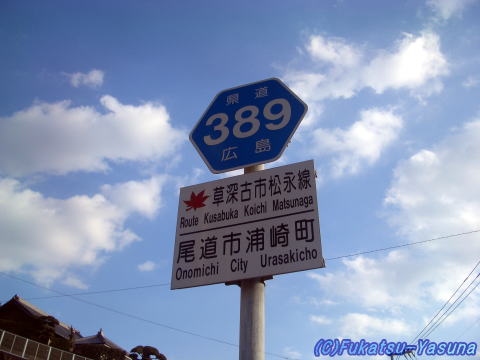 県道
389
広島
草深古市松永線
Route Kusabuka Koichi Matsunaga
尾道市浦崎町
Onomichi City Urasakicho
(C)Fukatsu-Yasuna